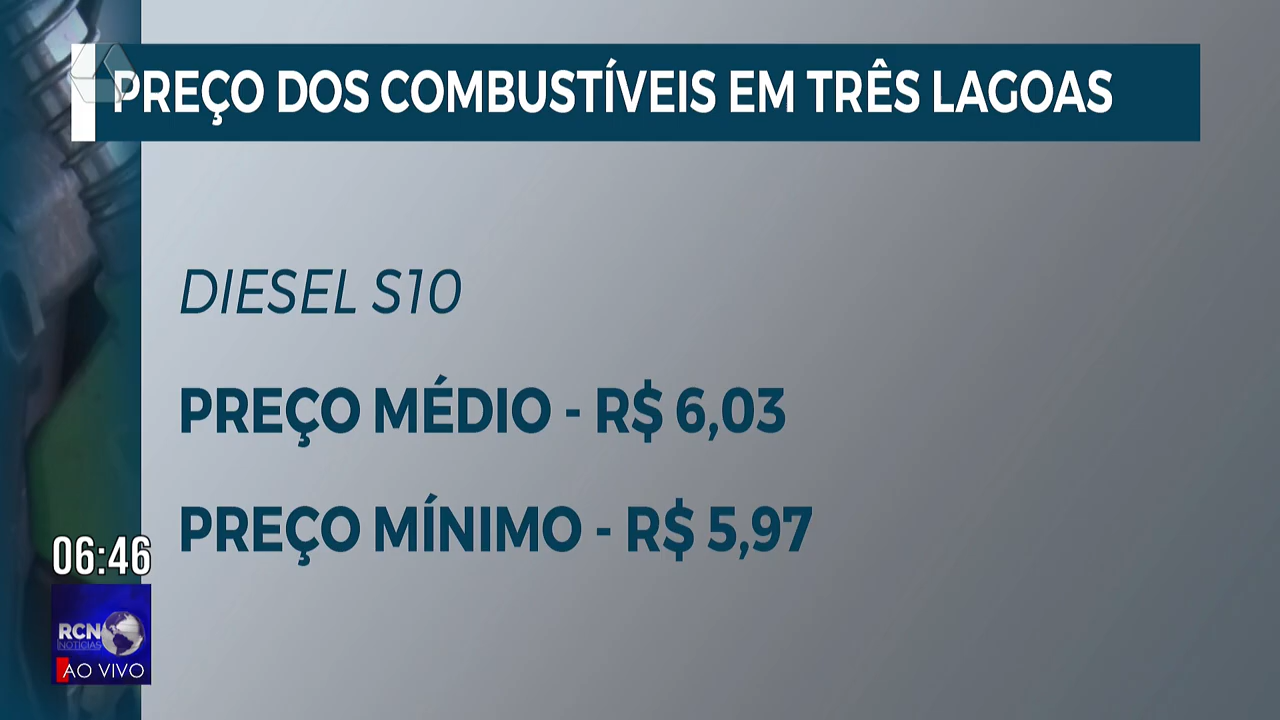 PREÇO DOS COMBUSTÍVEIS EM TRÊS LAGOAS
DIESEL S10
PREÇO MÉDIO - R$ 6,03
PREÇO MÍNIMO - R$ 5,97
06:46
RCN
NOTÍCIAS
AO VIVO